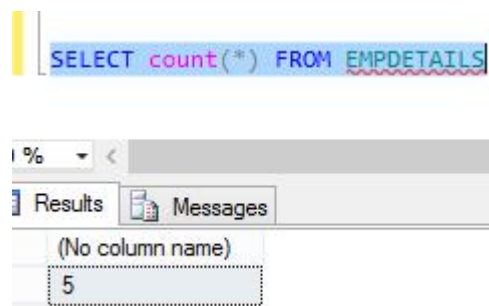 SELECT count(*) FROM EMPDETAILS
%
Results Messages
(No column name)
5